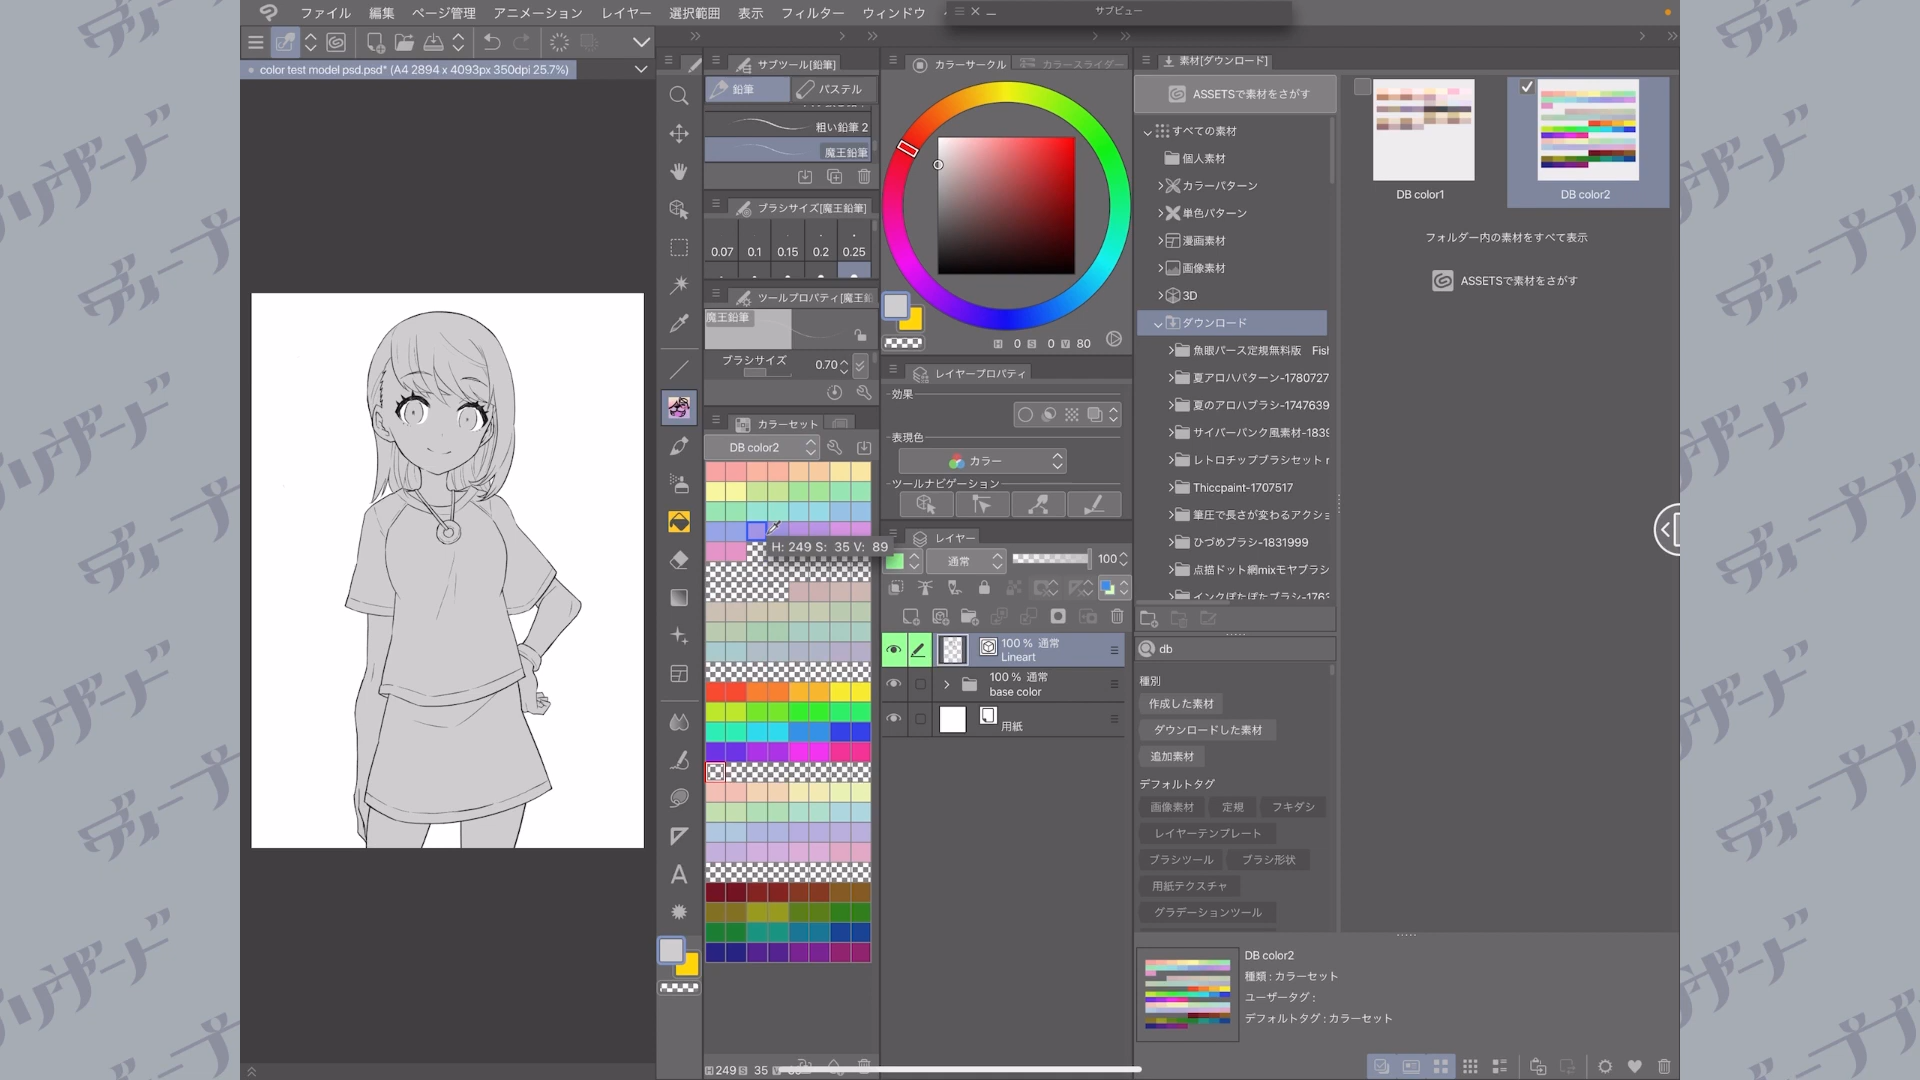 ファイル 編集 ページ管理 アニメーション レイヤー 選択範囲 表示 フィルター ウィンドウ
サブビュー
color test model psd.psd* (A4 2894 x 4093px 350dpi 25.7%)
サブツール[鉛筆]
鉛筆 パステル
粗い鉛筆 2
魔王鉛筆
ブラシサイズ[魔王鉛筆]
0.07 0.1 0.15 0.2 0.25
ツールプロパティ[魔王鉛
魔王鉛筆
ブラシサイズ 0.70
カラーセット
DB color2
H: 249 S: 35 V: 89
H 249 S 35 V
カラーサークル カラースライダー
H 0 S 0 V 80
レイヤープロパティ
効果
表現色
カラー
ツールナビゲーション
レイヤー
通常 100
100 % 通常
Lineart
100 % 通常
base color
用紙
素材[ダウンロード]
ASSETSで素材をさがす
すべての素材
個人素材
カラーパターン
単色パターン
漫画素材
画像素材
3D
ダウンロード
魚眼パース定規無料版 Fisl
夏アロハパターン-1780727
夏のアロハブラシ-1747639
サイバーパンク風素材-1839
レトロチップブラシセット r
Thiccpaint-1707517
筆圧で長さが変わるアクショ
ひづめブラシ-1831999
点描ドット網mixモヤブラシ
インクぼたぼたブラシ-1763
db
種別
作成した素材
ダウンロードした素材
追加素材
デフォルトタグ
画像素材 定規 フキダシ
レイヤーテンプレート
ブラシツール ブラシ形状
用紙テクスチャ
グラデーションツール
DB color1
DB color2
フォルダー内の素材をすべて表示
ASSETSで素材をさがす
DB color2
種類 : カラーセット
ユーザータグ :
デフォルトタグ : カラーセット
A